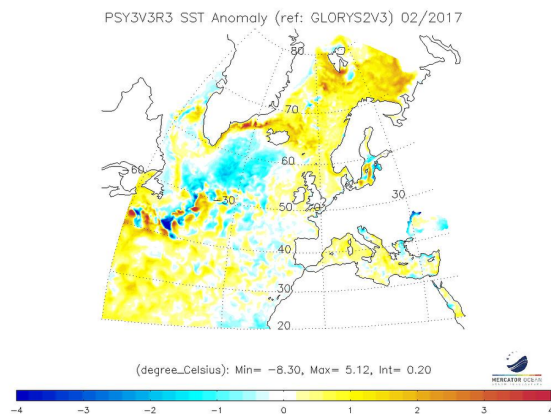 PSY3V3R3 SST Anomaly (ref: GLORYS2V3) 02/2017
80
70
60
-60
-30
50
30
40
30
20
(degree_Celsius): Min= -8.30, Max= 5.12, Int= 0.20
MERCATOR OCEAN
-4 -3 -2 -1 0 1 2 3 4